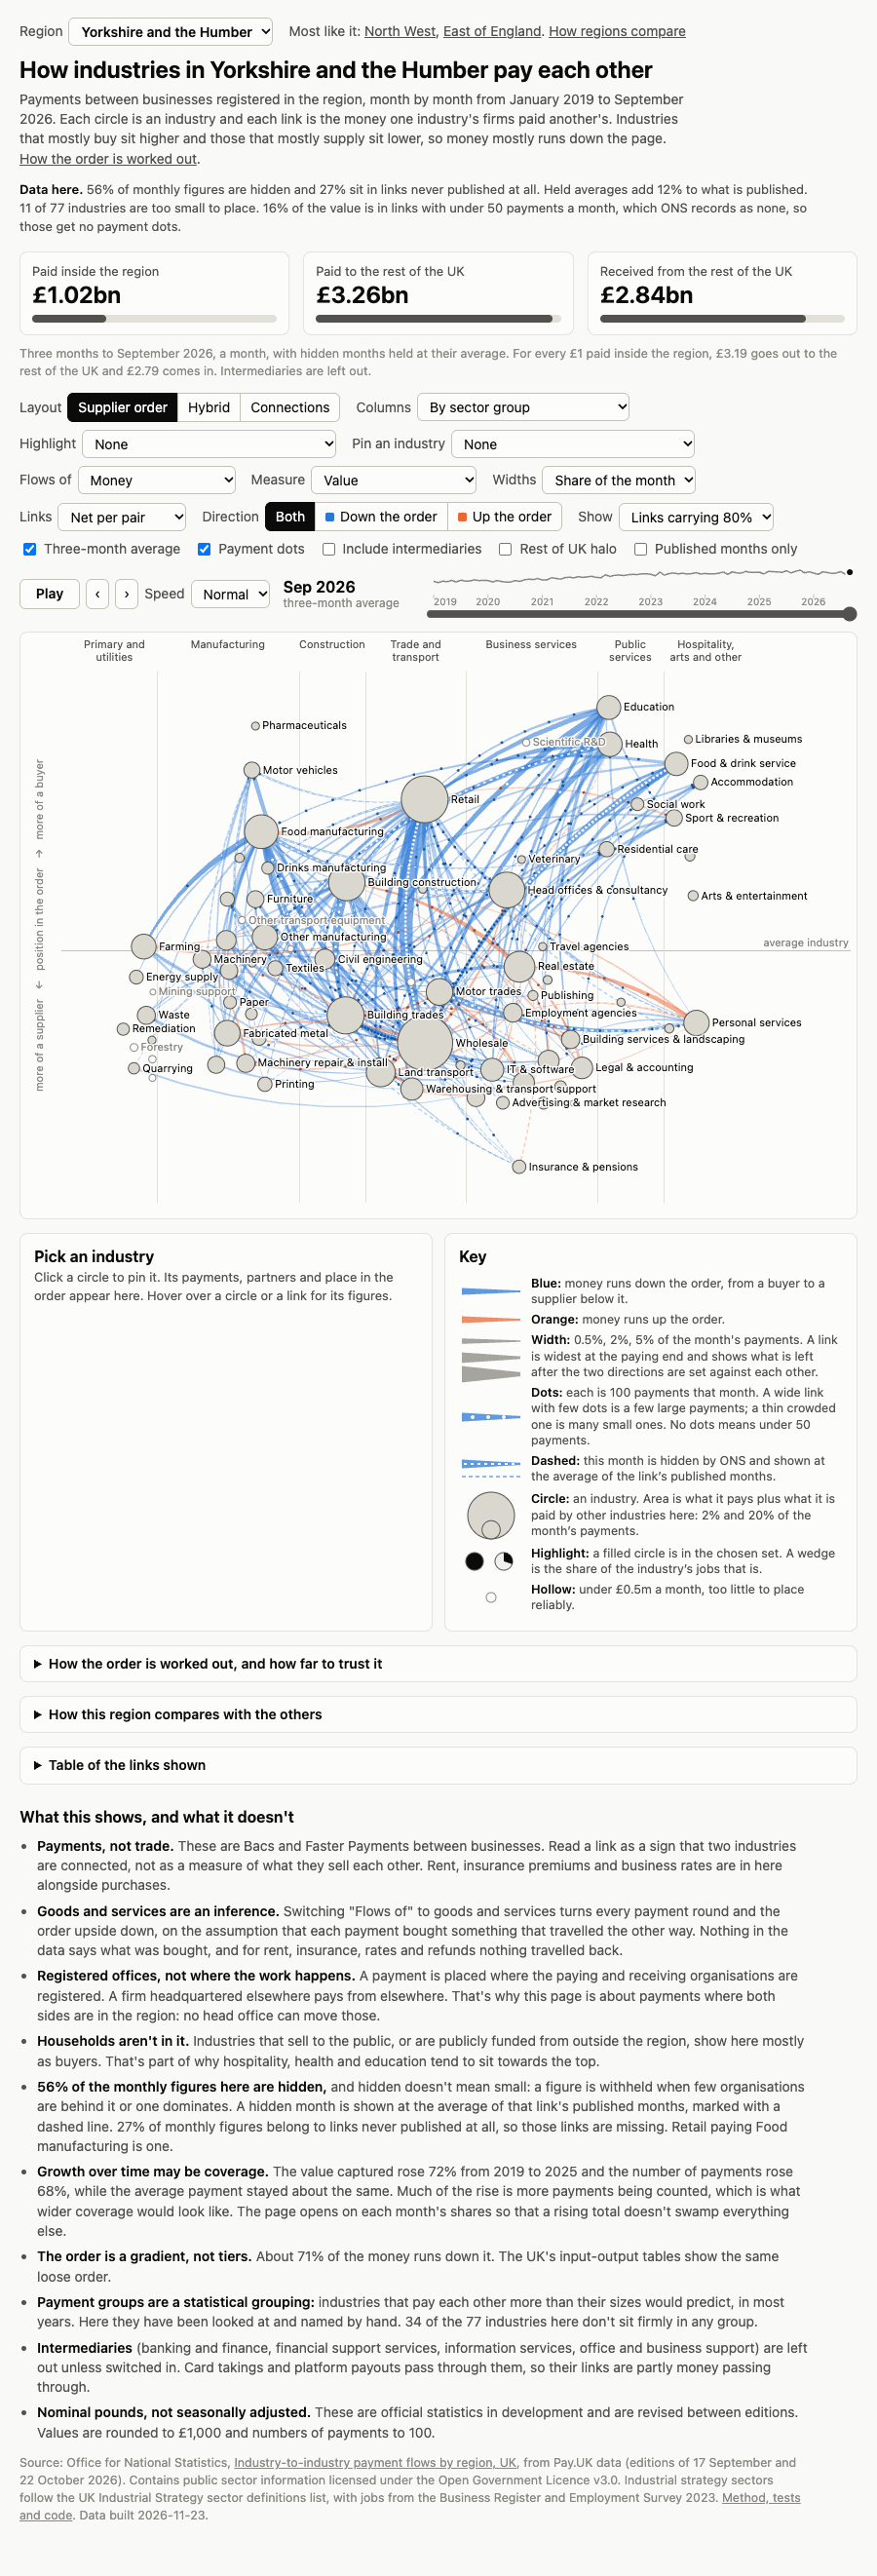 Region Yorkshire and the Humber Most like it: North West, East of England. How regions compare
How industries in Yorkshire and the Humber pay each other
Payments between businesses registered in the region, month by month from January 2019 to September
2026. Each circle is an industry and each link is the money one industry's firms paid another's. Industries
that mostly buy sit higher and those that mostly supply sit lower, so money mostly runs down the page.
How the order is worked out.
Data here. 56% of monthly figures are hidden and 27% sit in links never published at all. Held averages add 12% to what is published.
11 of 77 industries are too small to place. 16% of the value is in links with under 50 payments a month, which ONS records as none, so
those get no payment dots.
Paid inside the region
£1.02bn
Paid to the rest of the UK
£3.26bn
Received from the rest of the UK
£2.84bn
Three months to September 2026, a month, with hidden months held at their average. For every £1 paid inside the region, £3.19 goes out to the
rest of the UK and £2.79 comes in. Intermediaries are left out.
Layout Supplier order Hybrid Connections Columns By sector group
Highlight None Pin an industry None
Flows of Money Measure Value Widths Share of the month
Links Net per pair Direction Both Down the order Up the order Show Links carrying 80%
Three-month average Payment dots Include intermediaries Rest of UK halo Published months only
Play ‹ › Speed Normal Sep 2026
three-month average
2019 2020 2021 2022 2023 2024 2025 2026
Primary and
utilities
Manufacturing
Construction
Trade and
transport
Business services
Public
services
Hospitality,
arts and other
more of a supplier ← position in the order → more of a buyer
Education
Pharmaceuticals
Libraries & museums
Scientific R&D
Health
Food & drink service
Motor vehicles
Accommodation
Retail
Social work
Sport & recreation
Food manufacturing
Residential care
Veterinary
Drinks manufacturing
Building construction
Head offices & consultancy
Arts & entertainment
Furniture
Other transport equipment
Other manufacturing
average industry
Farming
Travel agencies
Machinery
Civil engineering
Textiles
Real estate
Energy supply
Mining support
Motor trades
Publishing
Paper
Waste
Building trades
Employment agencies
Personal services
Remediation
Fabricated metal
Building services & landscaping
Wholesale
Forestry
Machinery repair & install
Quarrying
Land transport
IT & software
Legal & accounting
Printing
Warehousing & transport support
Advertising & market research
Insurance & pensions
Pick an industry
Click a circle to pin it. Its payments, partners and place in the
order appear here. Hover over a circle or a link for its figures.
Key
Blue: money runs down the order, from a buyer to a
supplier below it.
Orange: money runs up the order.
Width: 0.5%, 2%, 5% of the month's payments. A link
is widest at the paying end and shows what is left
after the two directions are set against each other.
Dots: each is 100 payments that month. A wide link
with few dots is a few large payments; a thin crowded
one is many small ones. No dots means under 50
payments.
Dashed: this month is hidden by ONS and shown at
the average of the link's published months.
Circle: an industry. Area is what it pays plus what it is
paid by other industries here: 2% and 20% of the
month's payments.
Highlight: a filled circle is in the chosen set. A wedge
is the share of the industry's jobs that is.
Hollow: under £0.5m a month, too little to place
reliably.
How the order is worked out, and how far to trust it
How this region compares with the others
Table of the links shown
What this shows, and what it doesn't
Payments, not trade. These are Bacs and Faster Payments between businesses. Read a link as a sign that two industries
are connected, not as a measure of what they sell each other. Rent, insurance premiums and business rates are in here
alongside purchases.
Goods and services are an inference. Switching "Flows of" to goods and services turns every payment round and the
order upside down, on the assumption that each payment bought something that travelled the other way. Nothing in the
data says what was bought, and for rent, insurance, rates and refunds nothing travelled back.
Registered offices, not where the work happens. A payment is placed where the paying and receiving organisations are
registered. A firm headquartered elsewhere pays from elsewhere. That's why this page is about payments where both
sides are in the region: no head office can move those.
Households aren't in it. Industries that sell to the public, or are publicly funded from outside the region, show here mostly
as buyers. That's part of why hospitality, health and education tend to sit towards the top.
56% of the monthly figures here are hidden, and hidden doesn't mean small: a figure is withheld when few organisations
are behind it or one dominates. A hidden month is shown at the average of that link's published months, marked with a
dashed line. 27% of monthly figures belong to links never published at all, so those links are missing. Retail paying Food
manufacturing is one.
Growth over time may be coverage. The value captured rose 72% from 2019 to 2025 and the number of payments rose
68%, while the average payment stayed about the same. Much of the rise is more payments being counted, which is what
wider coverage would look like. The page opens on each month's shares so that a rising total doesn't swamp everything
else.
The order is a gradient, not tiers. About 71% of the money runs down it. The UK's input-output tables show the same
loose order.
Payment groups are a statistical grouping: industries that pay each other more than their sizes would predict, in most
years. Here they have been looked at and named by hand. 34 of the 77 industries here don't sit firmly in any group.
Intermediaries (banking and finance, financial support services, information services, office and business support) are left
out unless switched in. Card takings and platform payouts pass through them, so their links are partly money passing
through.
Nominal pounds, not seasonally adjusted. These are official statistics in development and are revised between editions.
Values are rounded to £1,000 and numbers of payments to 100.
Source: Office for National Statistics, Industry-to-industry payment flows by region, UK, from Pay.UK data (editions of 17 September and
22 October 2026). Contains public sector information licensed under the Open Government Licence v3.0. Industrial strategy sectors
follow the UK Industrial Strategy sector definitions list, with jobs from the Business Register and Employment Survey 2023. Method, tests
and code. Data built 2026-11-23.